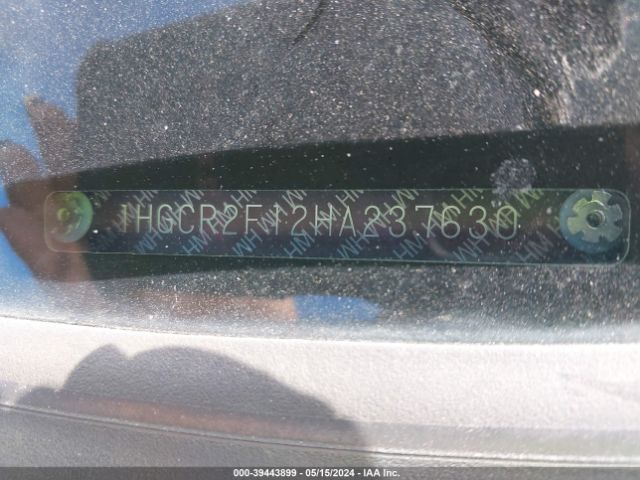 1HGCR2F12HA237630
000-39443899 - 05/15/2024 - IAA Inc.